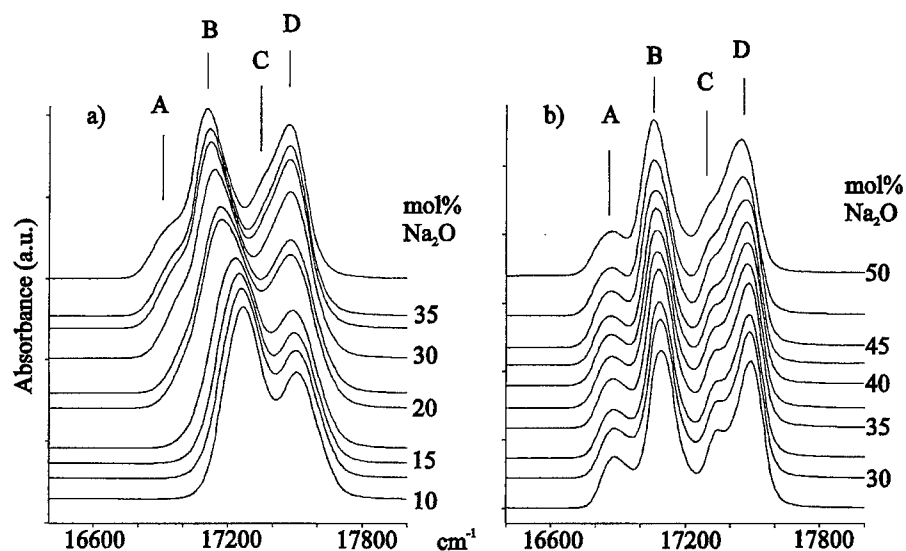 B
D
C
A
a)
mol%
Na₂O
35
30
20
15
10
Absorbance (a.u.)
16600 17200 17800 cm⁻¹
B
D
C
A
b)
mol%
Na₂O
50
45
40
35
30
16600 17200 17800